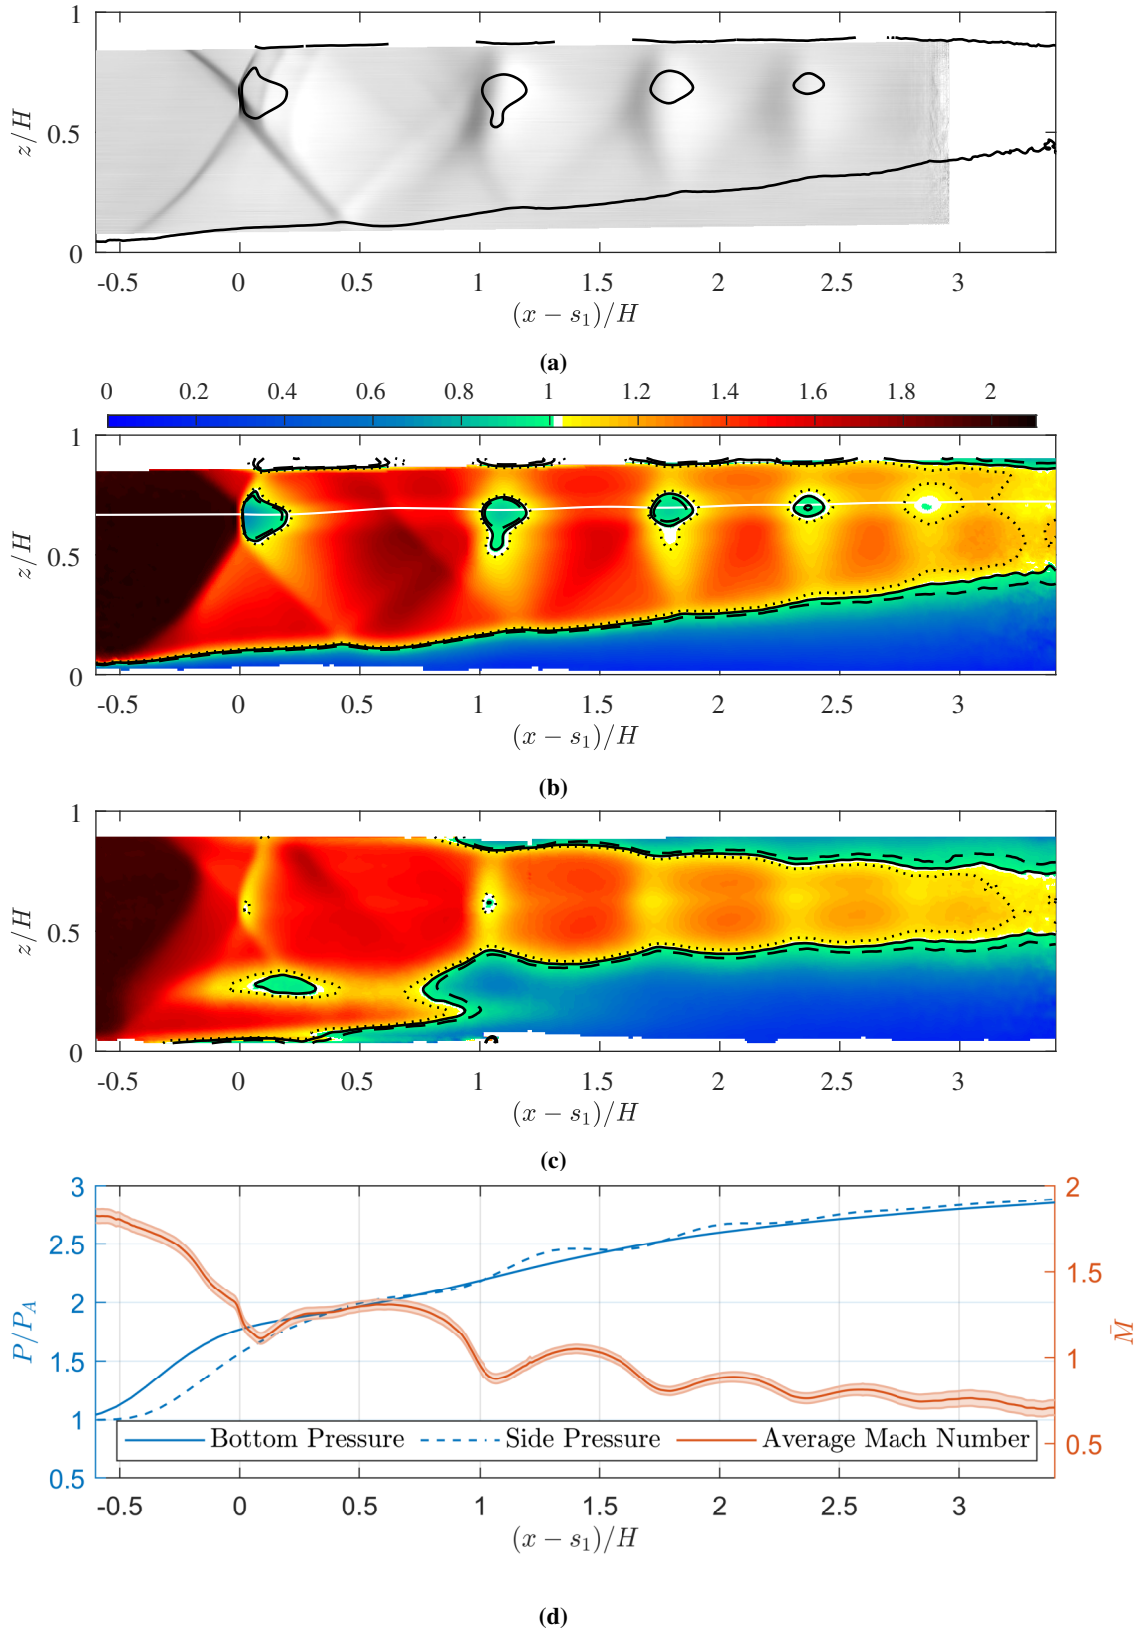 1
0.5
0
z/H
-0.5 0 0.5 1 1.5 2 2.5 3
(x − s₁)/H
(a)
0 0.2 0.4 0.6 0.8 1 1.2 1.4 1.6 1.8 2
1
0.5
0
z/H
-0.5 0 0.5 1 1.5 2 2.5 3
(x − s₁)/H
(b)
1
0.5
0
z/H
-0.5 0 0.5 1 1.5 2 2.5 3
(x − s₁)/H
(c)
3 2
2.5
1.5
2
P/P_A
M̄
1
1.5
1
Bottom Pressure Side Pressure Average Mach Number
0.5
0.5
-0.5 0 0.5 1 1.5 2 2.5 3
(x − s₁)/H
(d)